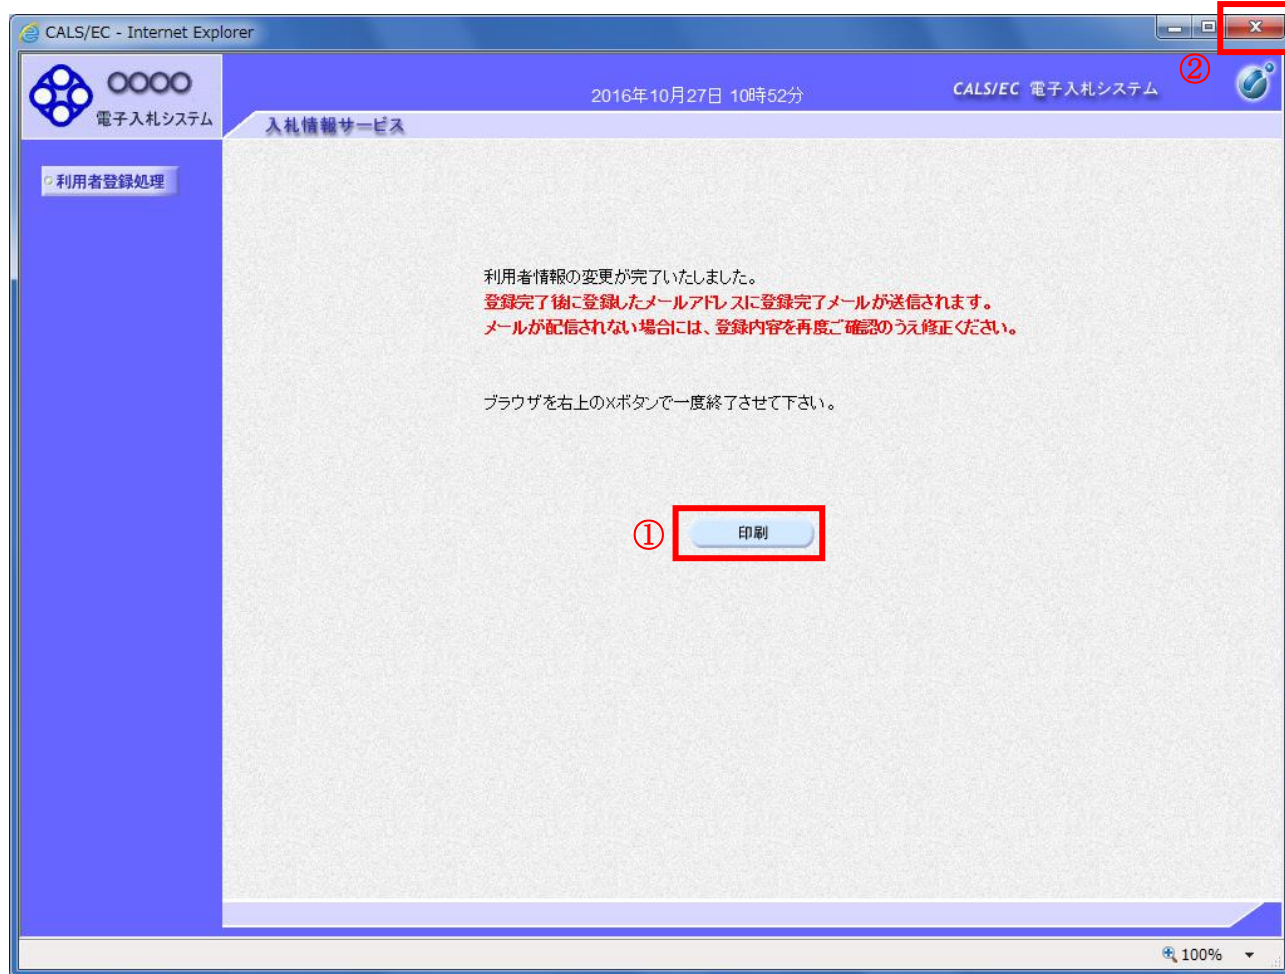 CALS/EC - Internet Explorer
②
〇〇〇〇
電子入札システム
2016年10月27日 10時52分
CALS/EC 電子入札システム
入札情報サービス
利用者登録処理
利用者情報の変更が完了いたしました。
登録完了後に登録したメールアドレスに登録完了メールが送信されます。
メールが配信されない場合には、登録内容を再度ご確認のうえ修正ください。
ブラウザを右上の×ボタンで一度終了させて下さい。
①
印刷
100%